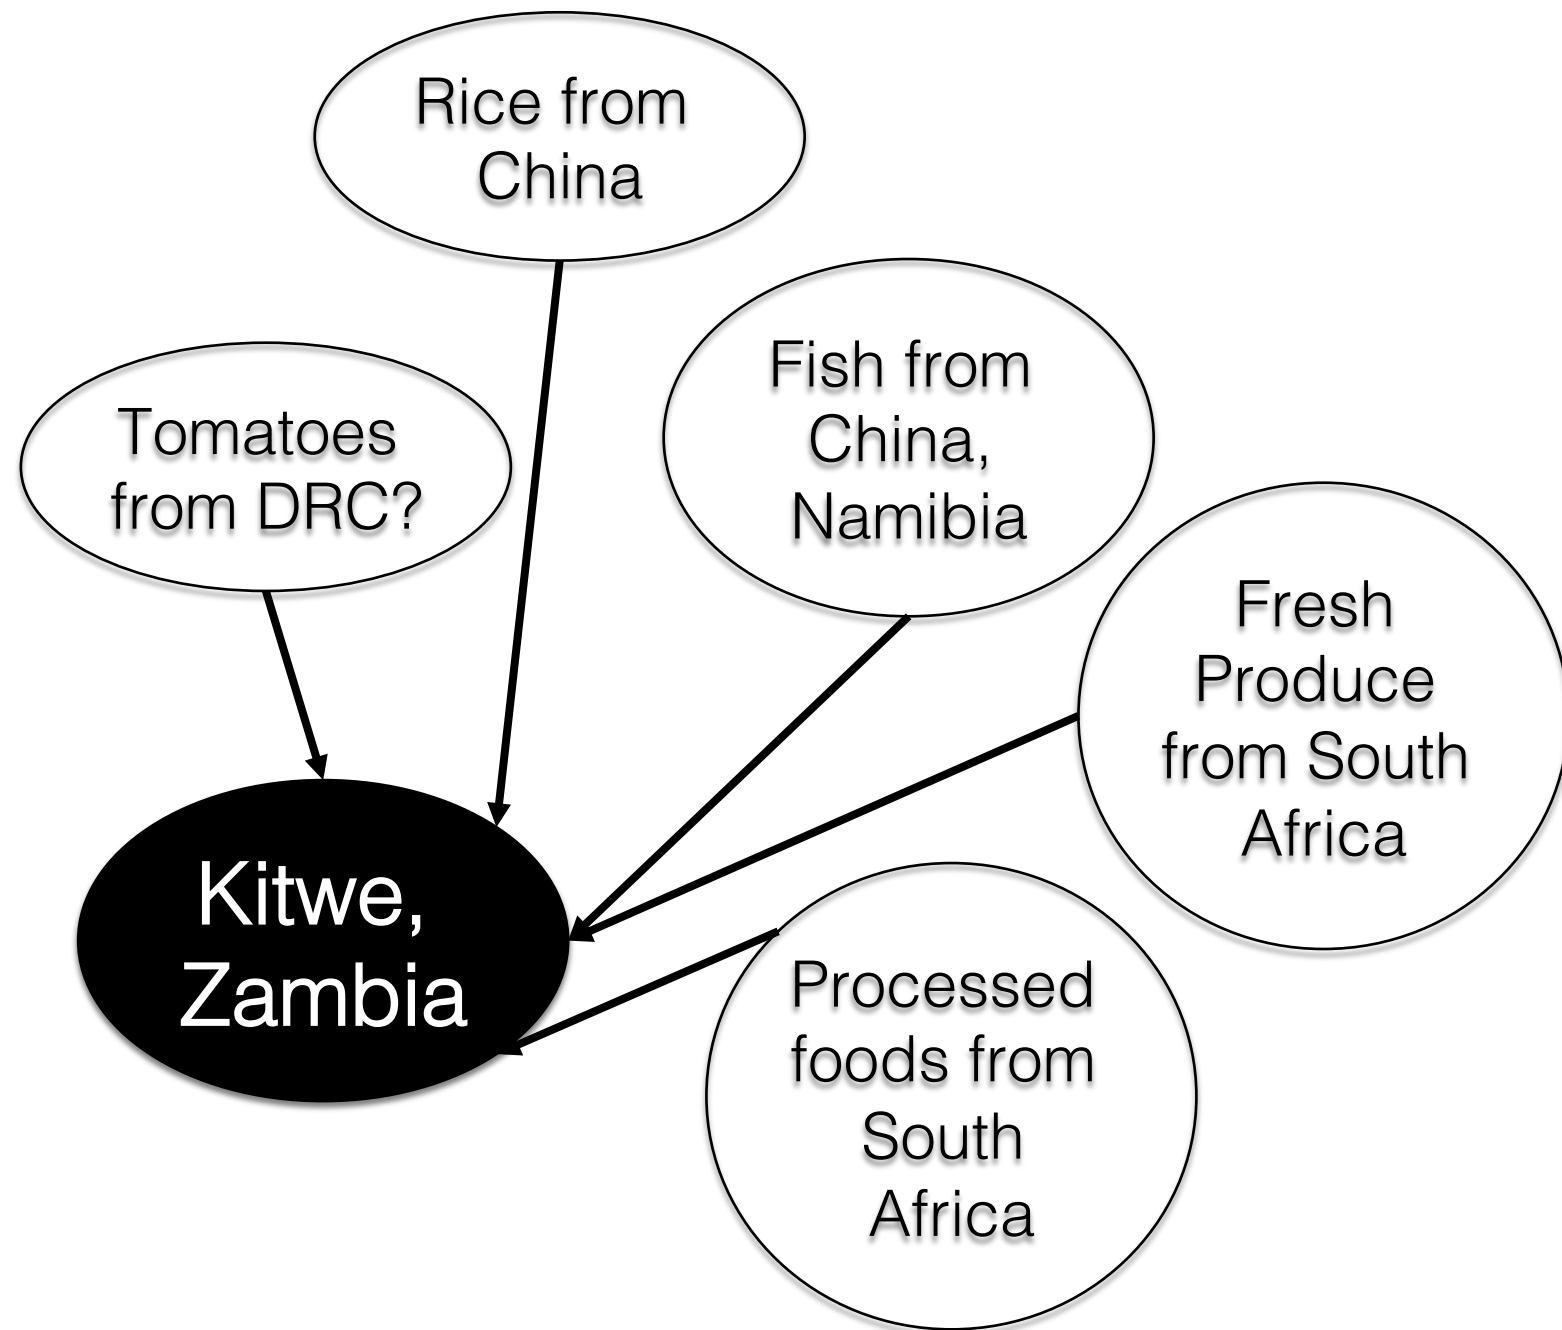 Rice from
China
Tomatoes
from DRC?
Fish from
China,
Namibia
Fresh
Produce
from South
Africa
Kitwe,
Zambia
Processed
foods from
South
Africa